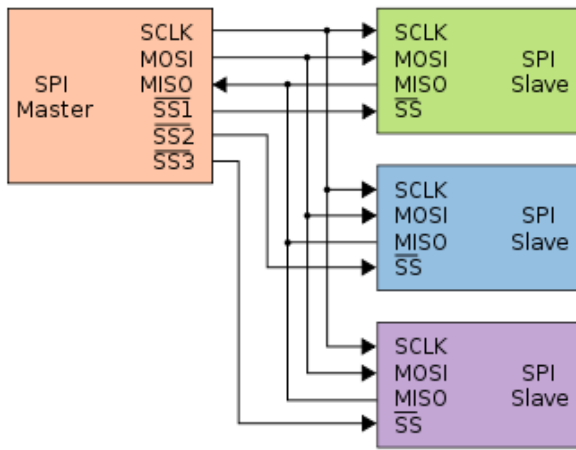 SPI
Master
SCLK
MOSI
MISO
SS1
SS2
SS3
SCLK
MOSI
MISO
SS
SPI
Slave
SCLK
MOSI
MISO
SS
SPI
Slave
SCLK
MOSI
MISO
SS
SPI
Slave